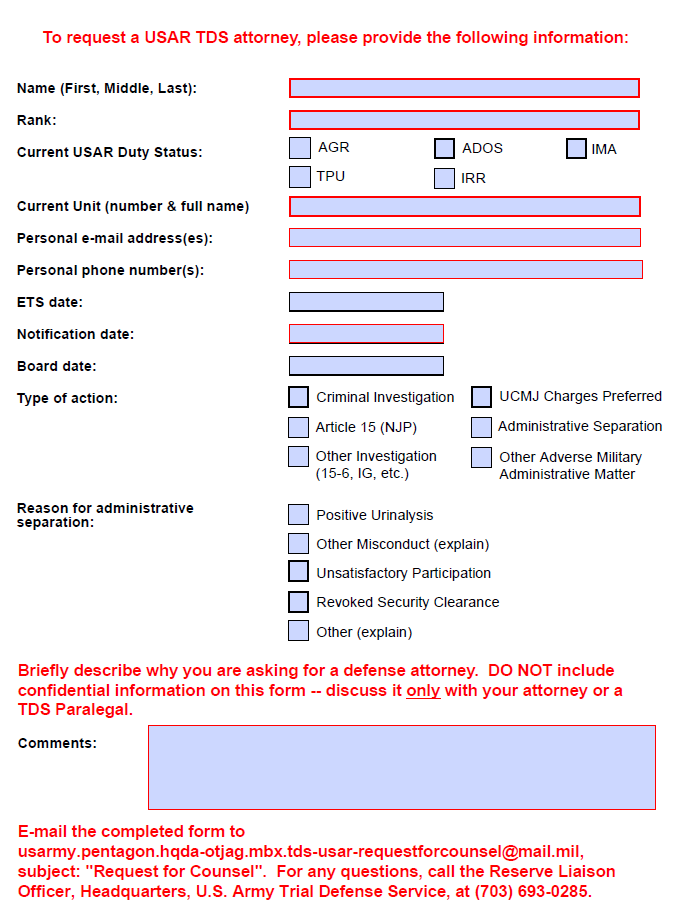 To request a USAR TDS attorney, please provide the following information:
Name (First, Middle, Last):
Rank:
Current USAR Duty Status:
AGR
ADOS
IMA
TPU
IRR
Current Unit (number & full name)
Personal e-mail address(es):
Personal phone number(s):
ETS date:
Notification date:
Board date:
Type of action:
Criminal Investigation
UCMJ Charges Preferred
Article 15 (NJP)
Administrative Separation
Other Investigation
(15-6, IG, etc.)
Other Adverse Military
Administrative Matter
Reason for administrative
separation:
Positive Urinalysis
Other Misconduct (explain)
Unsatisfactory Participation
Revoked Security Clearance
Other (explain)
Briefly describe why you are asking for a defense attorney.  DO NOT include
confidential information on this form -- discuss it only with your attorney or a
TDS Paralegal.
Comments:
E-mail the completed form to
usarmy.pentagon.hqda-otjag.mbx.tds-usar-requestforcounsel@mail.mil,
subject: "Request for Counsel".  For any questions, call the Reserve Liaison
Officer, Headquarters, U.S. Army Trial Defense Service, at (703) 693-0285.